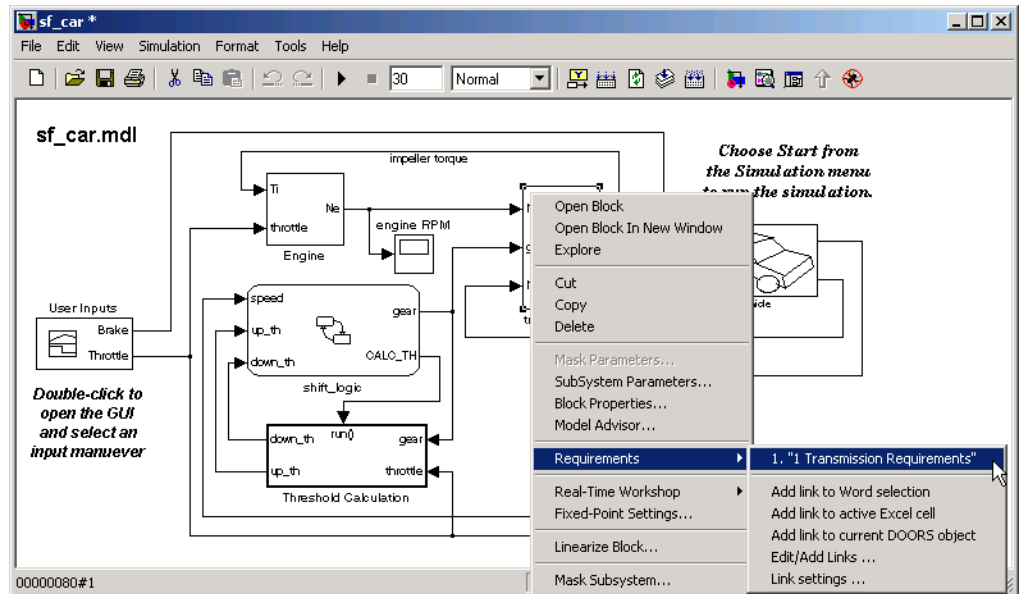 sf_car *
File Edit View Simulation Format Tools Help
30
Normal
sf_car.mdl
impeller torque
Choose Start from
the Simulation menu
to run the simulation.
Ti
Ne
throttle
Engine
engine RPM
User Inputs
Brake
Throttle
Double-click to
open the GUI
and select an
input manuever
speed
up_th
down_th
gear
CALC_TH
shift_logic
down_th
run()
gear
up_th
throttle
Threshold Calculation
Open Block
Open Block In New Window
Explore
Cut
Copy
Delete
Mask Parameters...
SubSystem Parameters...
Block Properties...
Model Advisor...
Requirements
Real-Time Workshop
Fixed-Point Settings...
Linearize Block...
Mask Subsystem...
1. "1 Transmission Requirements"
Add link to Word selection
Add link to active Excel cell
Add link to current DOORS object
Edit/Add Links ...
Link settings ...
00000080#1